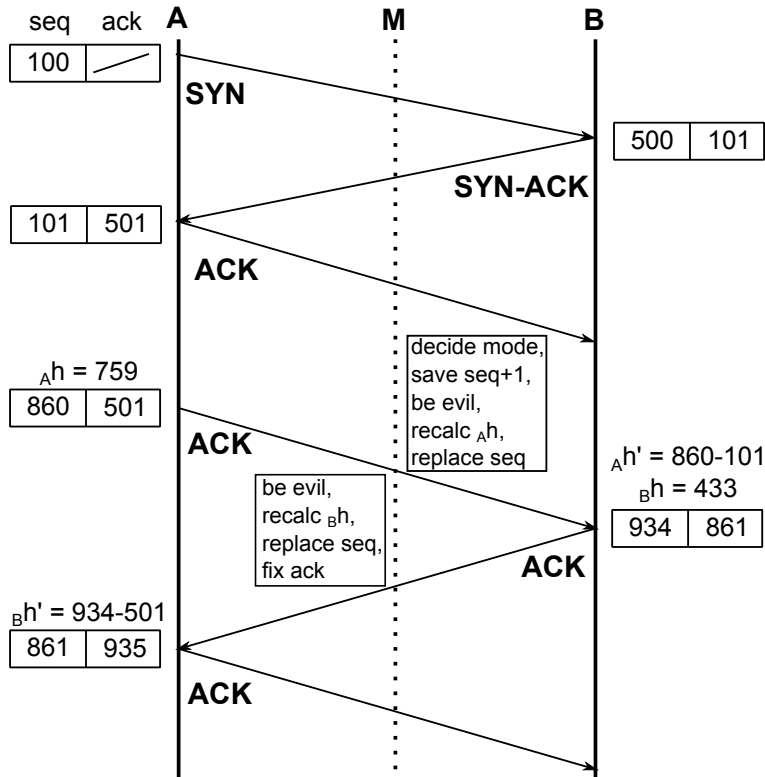 seq ack A M B
100
SYN
500 101
SYN-ACK
101 501
ACK
decide mode,
save seq+1,
be evil,
recalc Ah,
replace seq
Ah = 759
860 501
ACK
Ah' = 860-101
Bh = 433
934 861
be evil,
recalc Bh,
replace seq,
fix ack
ACK
Bh' = 934-501
861 935
ACK